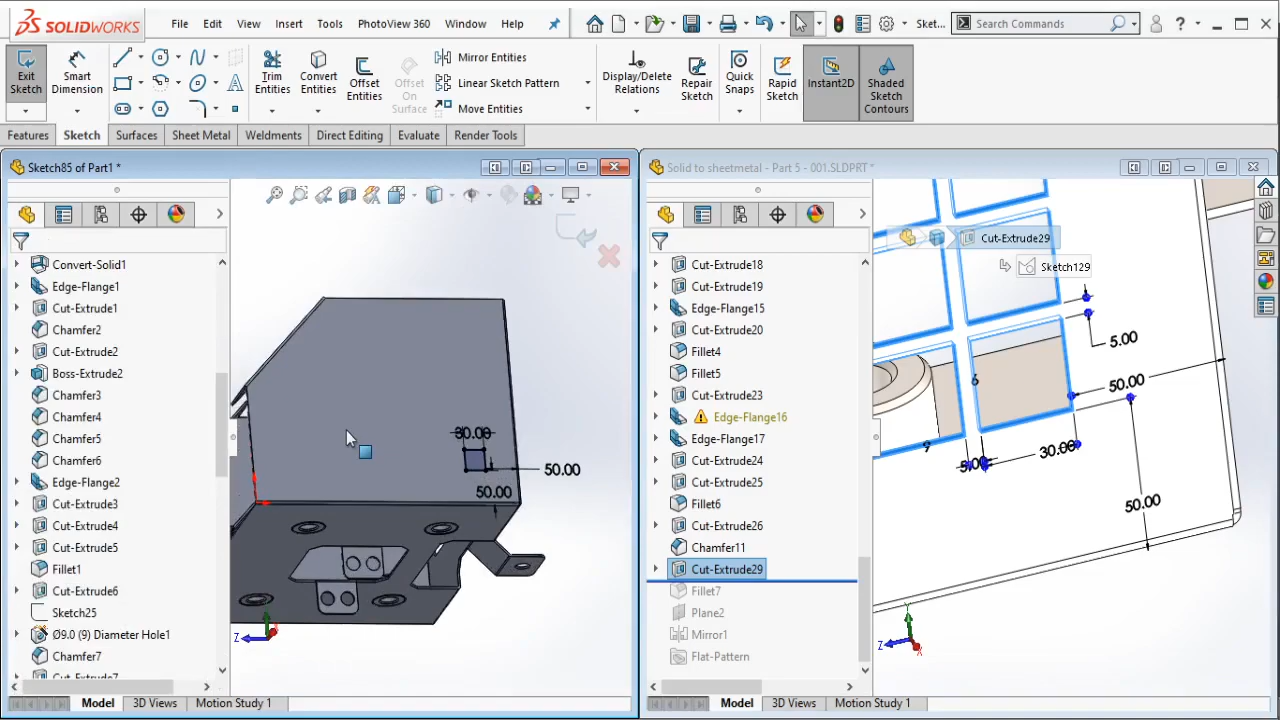 SOLIDWORKS File Edit View Insert Tools PhotoView 360 Window Help Sket... Search Commands
Exit Sketch Smart Dimension Trim Entities Convert Entities Offset Entities Offset On Surface Mirror Entities Linear Sketch Pattern Move Entities Display/Delete Relations Repair Sketch Quick Snaps Rapid Sketch Instant2D Shaded Sketch Contours
Features Sketch Surfaces Sheet Metal Weldments Direct Editing Evaluate Render Tools
Sketch85 of Part1 *
Convert-Solid1
Edge-Flange1
Cut-Extrude1
Chamfer2
Cut-Extrude2
Boss-Extrude2
Chamfer3
Chamfer4
Chamfer5
Chamfer6
Edge-Flange2
Cut-Extrude3
Cut-Extrude4
Cut-Extrude5
Fillet1
Cut-Extrude6
Sketch25
Ø9.0 (9) Diameter Hole1
Chamfer7
Cut-Extrude7
30.00
50.00
50.00
Y
Z
X
Model 3D Views Motion Study 1
Solid to sheetmetal - Part 5 - 001.SLDPRT *
Cut-Extrude18
Cut-Extrude19
Edge-Flange15
Cut-Extrude20
Fillet4
Fillet5
Cut-Extrude23
Edge-Flange16
Edge-Flange17
Cut-Extrude24
Cut-Extrude25
Fillet6
Cut-Extrude26
Chamfer11
Cut-Extrude29
Fillet7
Plane2
Mirror1
Flat-Pattern
Cut-Extrude29
Sketch129
5.00
50.00
6
9
5.00
30.00
50.00
Y
Z
X
Model 3D Views Motion Study 1